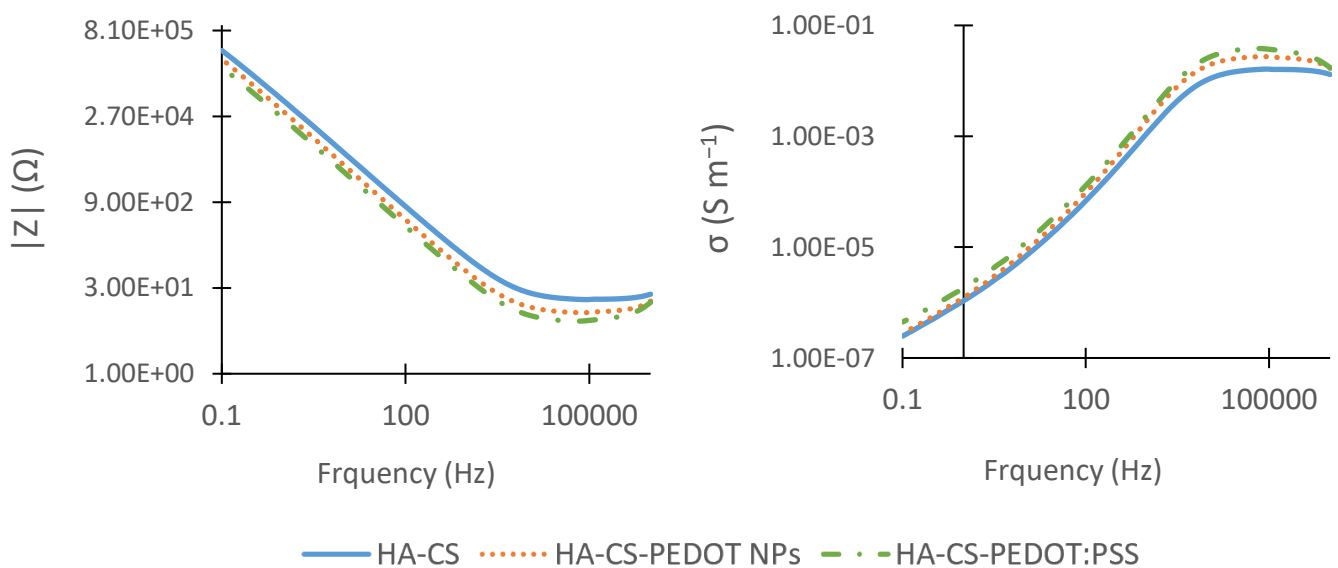 8.10E+05
2.70E+04
9.00E+02
3.00E+01
1.00E+00
|Z| (Ω)
0.1 100 100000
Frquency (Hz)
1.00E-01
1.00E-03
1.00E-05
1.00E-07
σ (S m⁻¹)
0.1 100 100000
Frquency (Hz)
HA-CS HA-CS-PEDOT NPs HA-CS-PEDOT:PSS